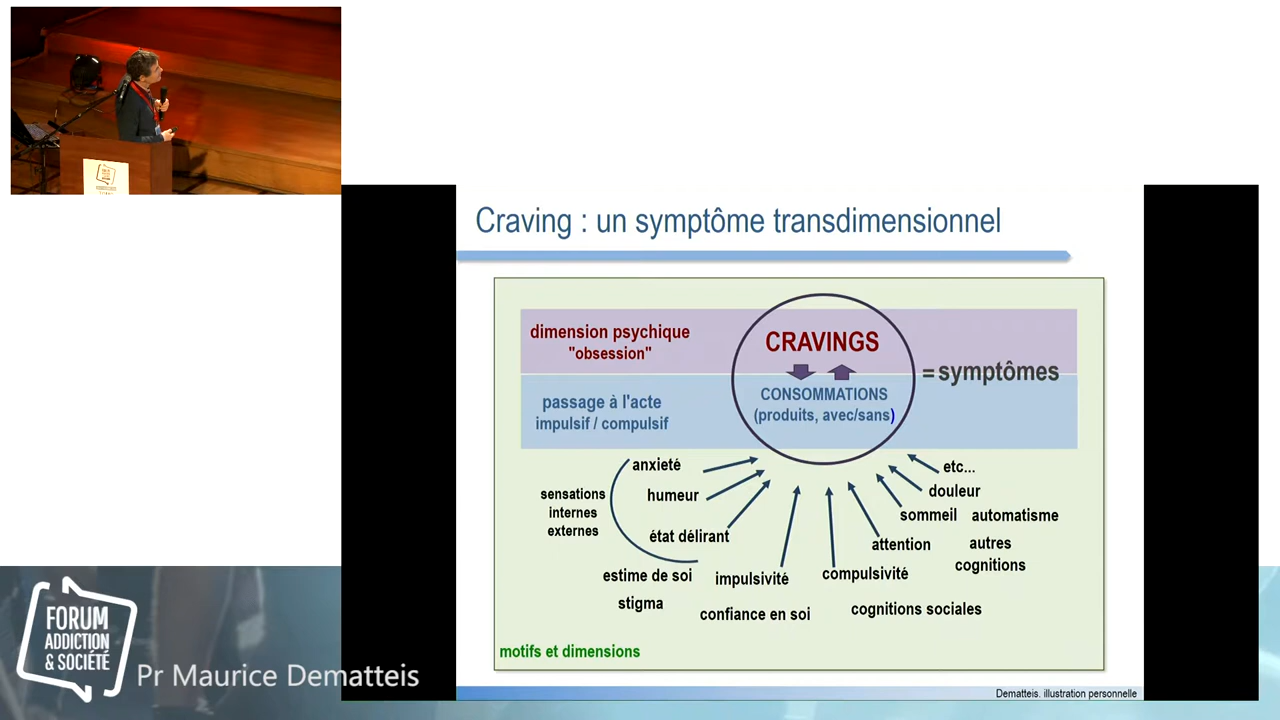 Craving : un symptôme transdimensionnel
dimension psychique
"obsession"
CRAVINGS
= symptômes
passage à l'acte
impulsif / compulsif
CONSOMMATIONS
(produits, avec/sans)
anxieté
humeur
état délirant
sensations
internes
externes
estime de soi
stigma
impulsivité
confiance en soi
compulsivité
cognitions sociales
attention
sommeil
douleur
etc...
automatisme
autres
cognitions
motifs et dimensions
Dematteis. illustration personnelle
FORUM
ADDICTION
& SOCIÉTÉ
Pr Maurice Dematteis